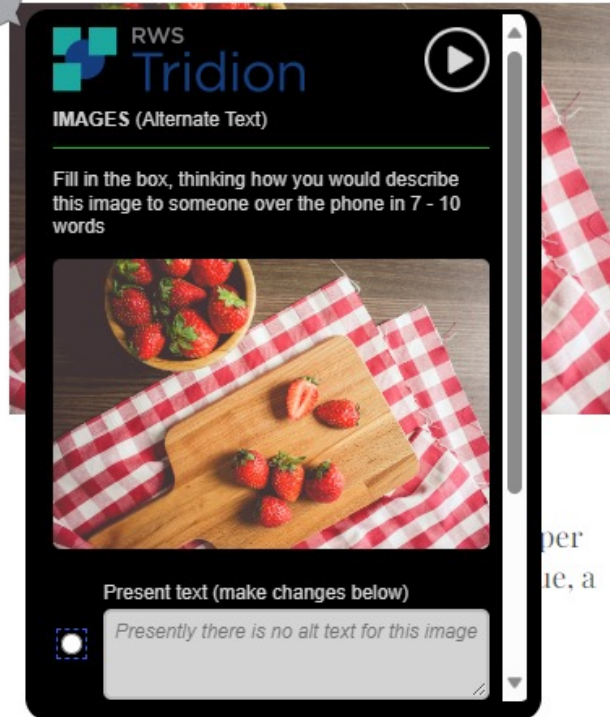 RWS
Tridion
IMAGES (Alternate Text)
Fill in the box, thinking how you would describe
this image to someone over the phone in 7 - 10
words
Present text (make changes below)
Presently there is no alt text for this image
a